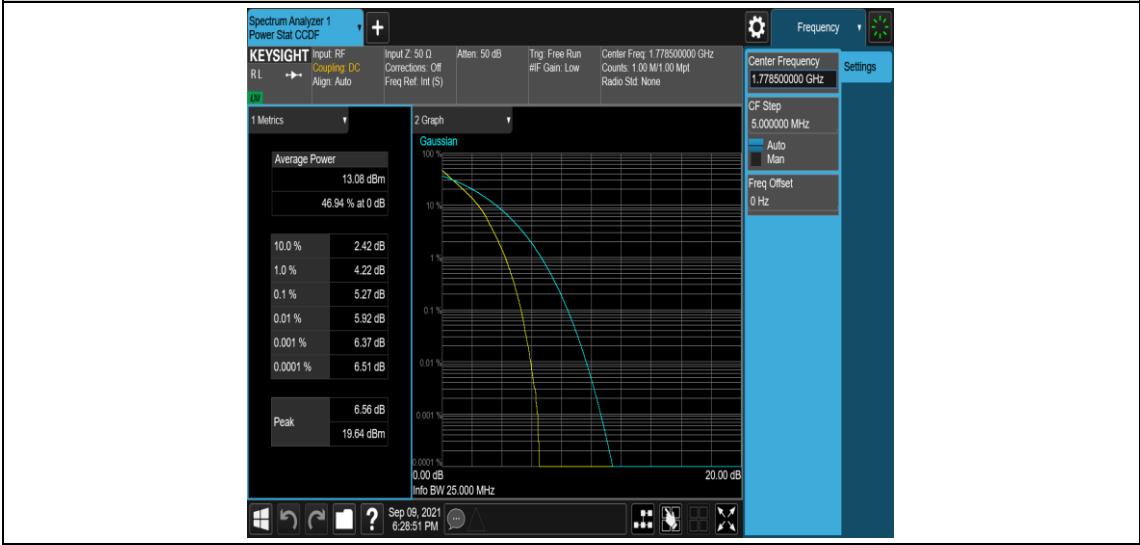 Spectrum Analyzer 1
Power Stat CCDF
Frequency
KEYSIGHT
R L
LXI
Input: RF
Coupling: DC
Align: Auto
Input Z: 50 Ω
Corrections: Off
Freq Ref: Int (S)
Atten: 50 dB
Trig: Free Run
#IF Gain: Low
Center Freq: 1.778500000 GHz
Counts: 1.00 M/1.00 Mpt
Radio Std: None
Center Frequency
1.778500000 GHz
Settings
CF Step
5.000000 MHz
Auto
Man
Freq Offset
0 Hz
1 Metrics
Average Power
13.08 dBm
46.94 % at 0 dB
10.0 % 2.42 dB
1.0 % 4.22 dB
0.1 % 5.27 dB
0.01 % 5.92 dB
0.001 % 6.37 dB
0.0001 % 6.51 dB
Peak
6.56 dB
19.64 dBm
2 Graph
Gaussian
100 %
10 %
1 %
0.1 %
0.01 %
0.001 %
0.0001 %
0.00 dB 20.00 dB
Info BW 25.000 MHz
Sep 09, 2021
6:28:51 PM